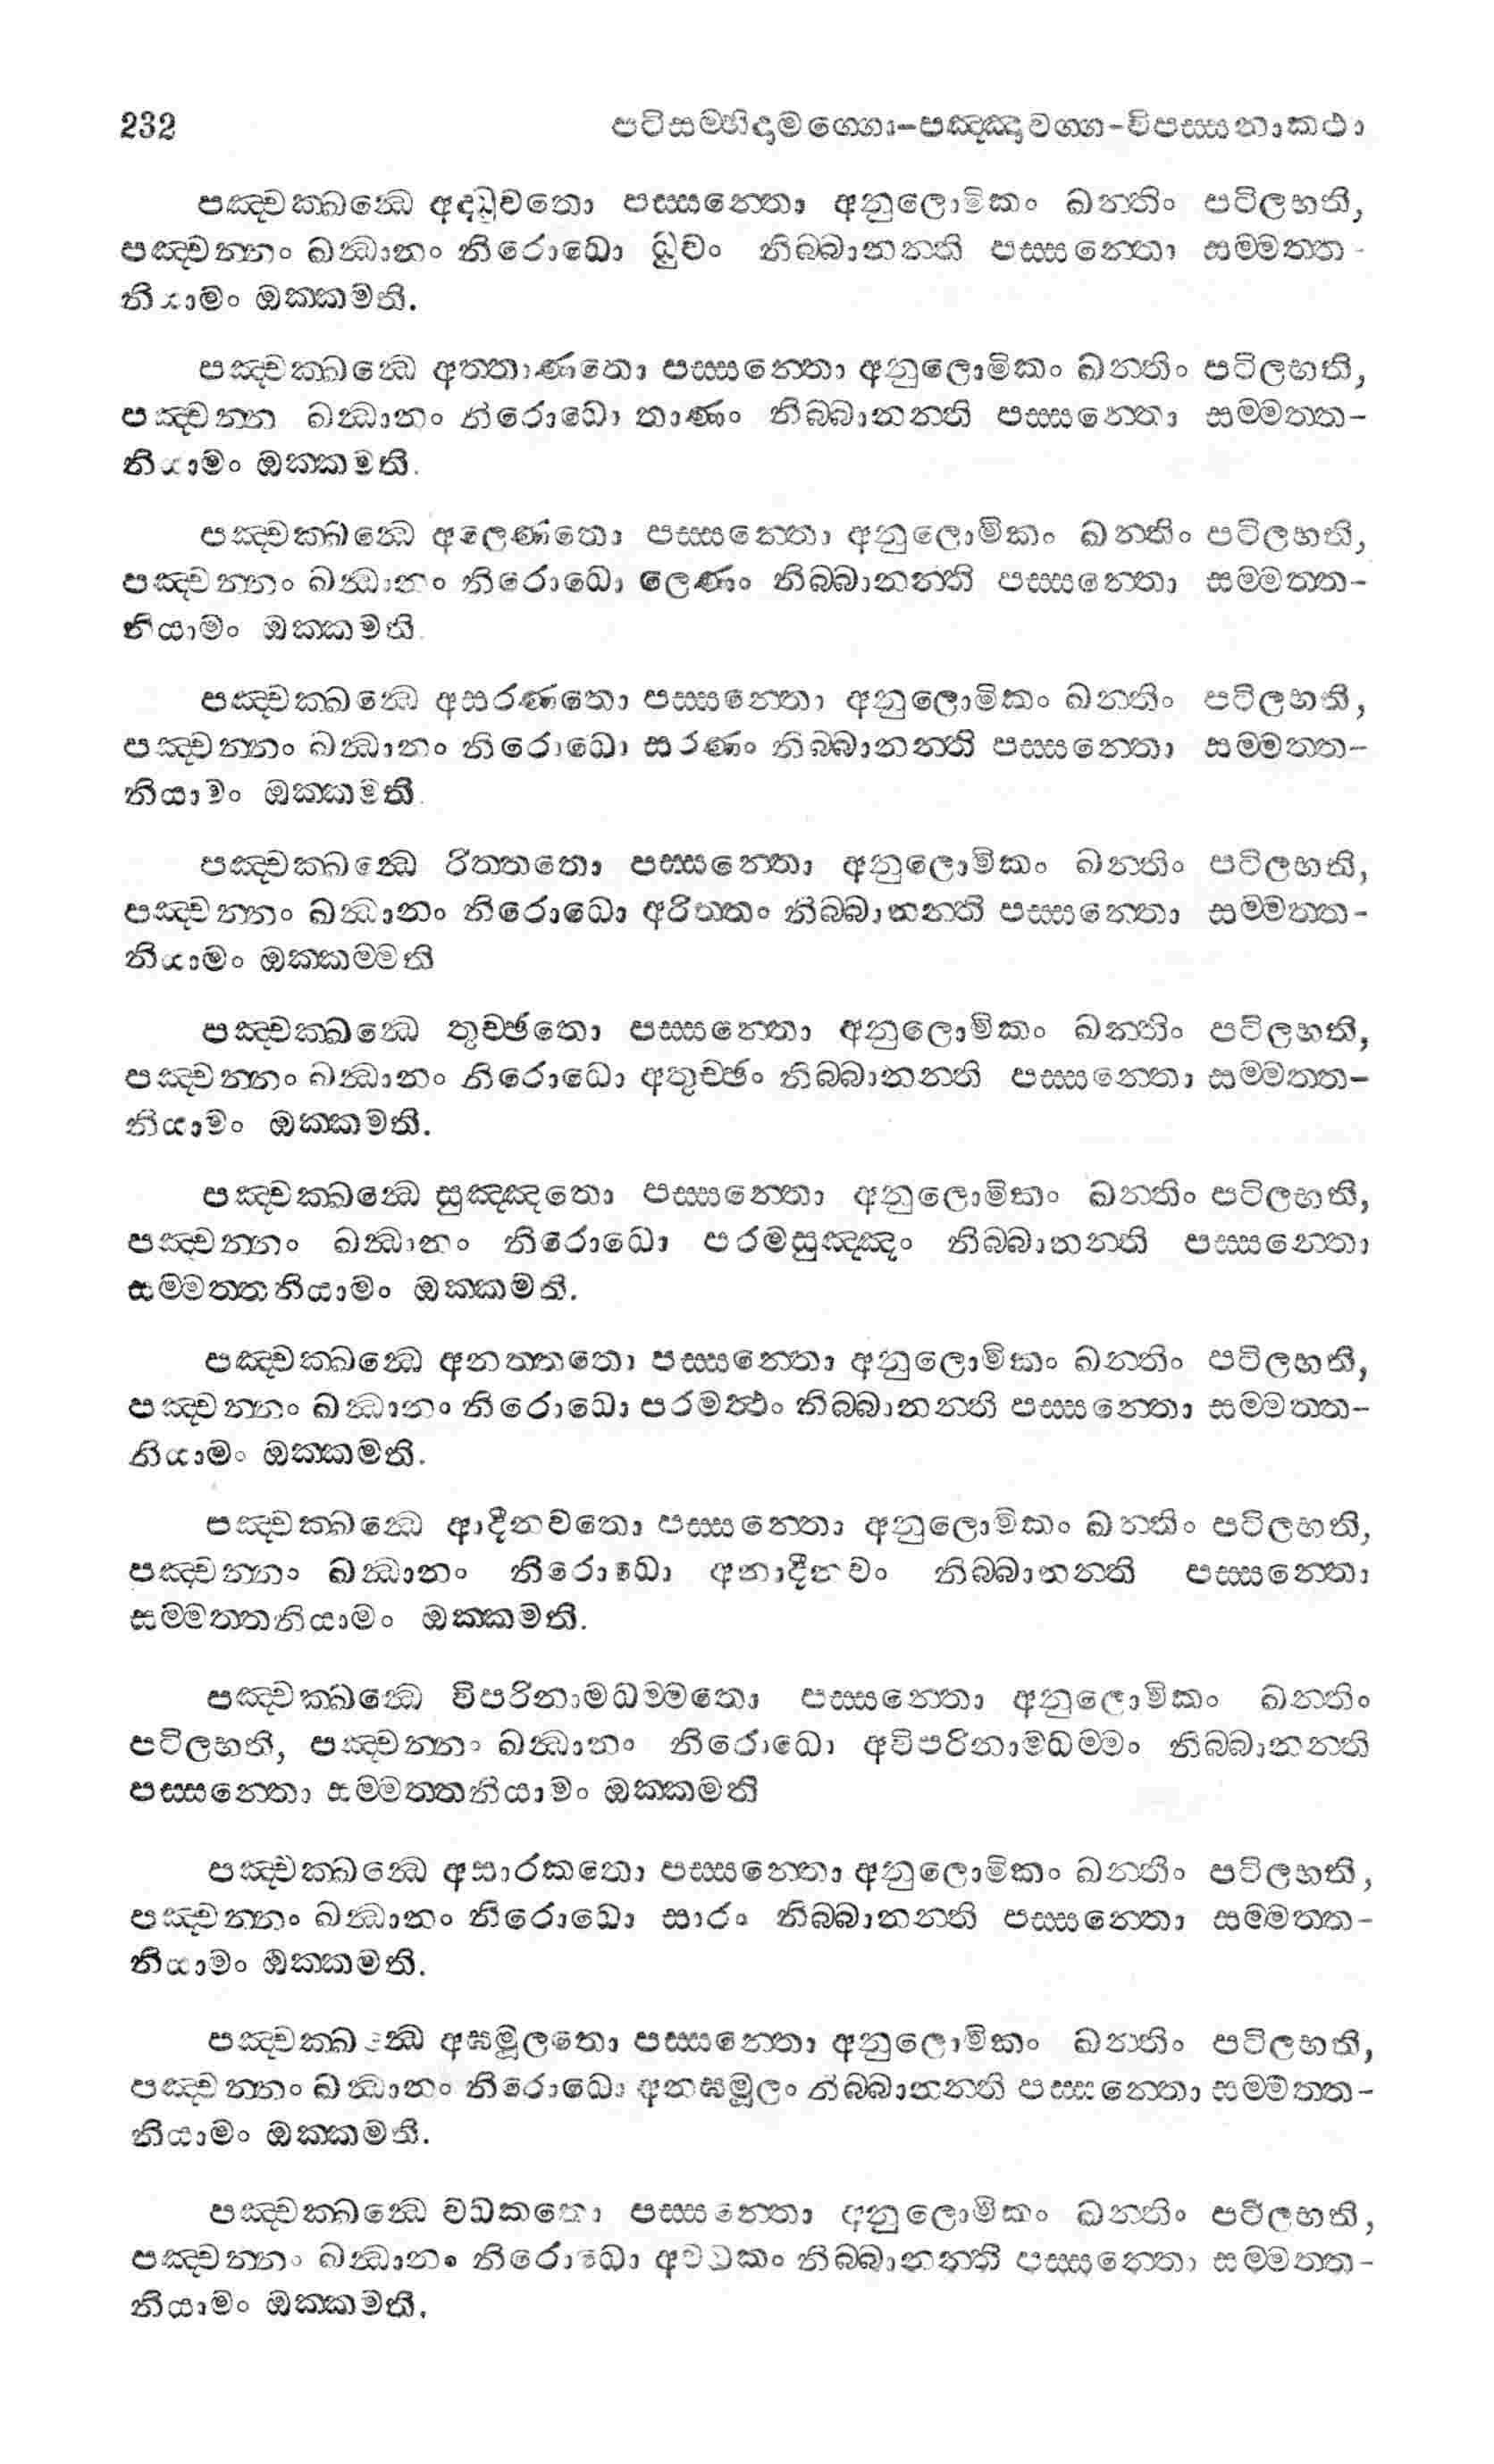 232 පටිසම්භිදාමග්ගො-පඤ්ඤාවග්ග-විපස්සනාකථා
පඤ්චක්ඛන්ධෙ අද්ධුවතො පස්සන්තො අනුලොමිකං ඛන්තිං පටිලභති,
පඤ්චන්නං ඛන්ධානං නිරොධො ධුවං නිබ්බානන්ති පස්සන්තො සම්මත්ත-
නියාමං ඔක්කමති.
පඤ්චක්ඛන්ධෙ අත්තාණතො පස්සන්තො අනුලොමිකං ඛන්තිං පටිලභති,
පඤ්චන්න ඛන්ධානං නිරොධො තාණං නිබ්බානන්ති පස්සන්තො සම්මත්ත-
නියාමං ඔක්කමති.
පඤ්චක්ඛන්ධෙ අලෙණතො පස්සන්තො අනුලොමිකං ඛන්තිං පටිලභති,
පඤ්චන්නං ඛන්ධානං නිරොධො ලෙණං නිබ්බානන්ති පස්සන්තො සම්මත්ත-
නියාමං ඔක්කමති.
පඤ්චක්ඛන්ධෙ අසරණතො පස්සන්තො අනුලොමිකං ඛන්තිං පටිලභති,
පඤ්චන්නං ඛන්ධානං නිරොධො සරණං නිබ්බානන්ති පස්සන්තො සම්මත්ත-
නියාමං ඔක්කමති.
පඤ්චක්ඛන්ධෙ රිත්තතො පස්සන්තො අනුලොමිකං ඛන්තිං පටිලභති,
පඤ්චන්නං ඛන්ධානං නිරොධො අරිත්තං නිබ්බානන්ති පස්සන්තො සම්මත්ත-
නියාමං ඔක්කම්මති
පඤ්චක්ඛන්ධෙ තුච්ඡතො පස්සන්තො අනුලොමිකං ඛන්තිං පටිලභති,
පඤ්චන්නං ඛන්ධානං නිරොධො අතුච්ඡං නිබ්බානන්ති පස්සන්තො සම්මත්ත-
නියාමං ඔක්කමති.
පඤ්චක්ඛන්ධෙ සුඤ්ඤතො පස්සන්තො අනුලොමිකං ඛන්තිං පටිලභති,
පඤ්චන්නං ඛන්ධානං නිරොධො පරමසුඤ්ඤං නිබ්බානන්ති පස්සන්තො
සම්මත්තනියාමං ඔක්කමති.
පඤ්චක්ඛන්ධෙ අනත්තතො පස්සන්තො අනුලොමිකං ඛන්තිං පටිලභති,
පඤ්චන්නං ඛන්ධානං නිරොධො පරමත්ථං නිබ්බානන්ති පස්සන්තො සම්මත්ත-
නියාමං ඔක්කමති.
පඤ්චක්ඛන්ධෙ ආදීනවතො පස්සන්තො අනුලොමිකං ඛන්තිං පටිලභති,
පඤ්චන්නං ඛන්ධානං නිරොධො අනාදීනවං නිබ්බානන්ති පස්සන්තො
සම්මත්තනියාමං ඔක්කමති.
පඤ්චක්ඛන්ධෙ විපරිනාමධම්මතො පස්සන්තො අනුලොමිකං ඛන්තිං
පටිලභති, පඤ්චන්නං ඛන්ධානං නිරොධො අවිපරිනාමධම්මං නිබ්බානන්ති
පස්සන්තො සම්මත්තනියාමං ඔක්කමති
පඤ්චක්ඛන්ධෙ අසාරකතො පස්සන්තො අනුලොමිකං ඛන්තිං පටිලභති,
පඤ්චන්නං ඛන්ධානං නිරොධො සාරං නිබ්බානන්ති පස්සන්තො සම්මත්ත-
නියාමං ඔක්කමති.
පඤ්චක්ඛන්ධෙ අඝමූලතො පස්සන්තො අනුලොමිකං ඛන්තිං පටිලභති,
පඤ්චන්නං ඛන්ධානං නිරොධො අනඝමූලං නිබ්බානන්ති පස්සන්තො සම්මත්ත-
නියාමං ඔක්කමති.
පඤ්චක්ඛන්ධෙ වධකතො පස්සන්තො අනුලොමිකං ඛන්තිං පටිලභති,
පඤ්චන්නං ඛන්ධානං නිරොධො අවධකං නිබ්බානන්ති පස්සන්තො සම්මත්ත-
නියාමං ඔක්කමති.